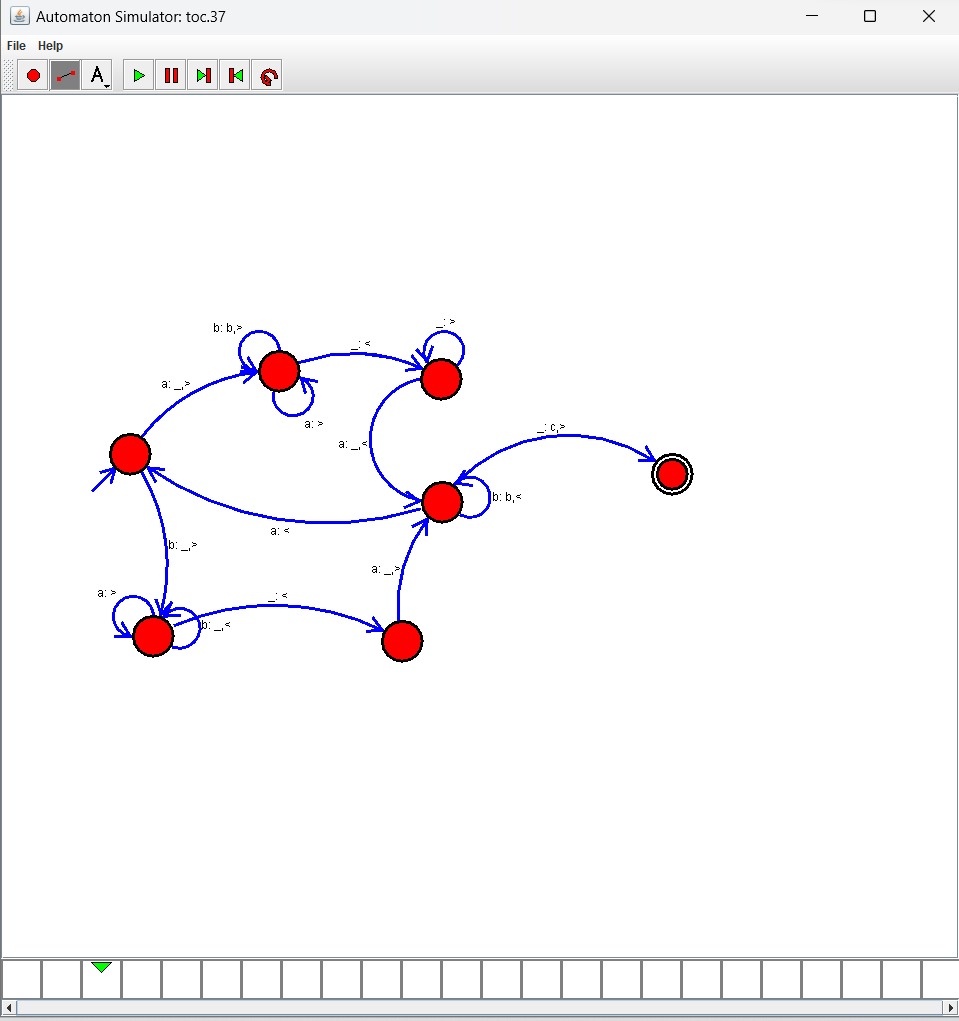 Automaton Simulator: toc.37
File Help
A
b: b,>
_: <
_: >
a: _,>
a: >
a: _,<
_: c,>
b: b,<
a: <
b: _,>
a: _,>
a: >
_: <
b: _,<